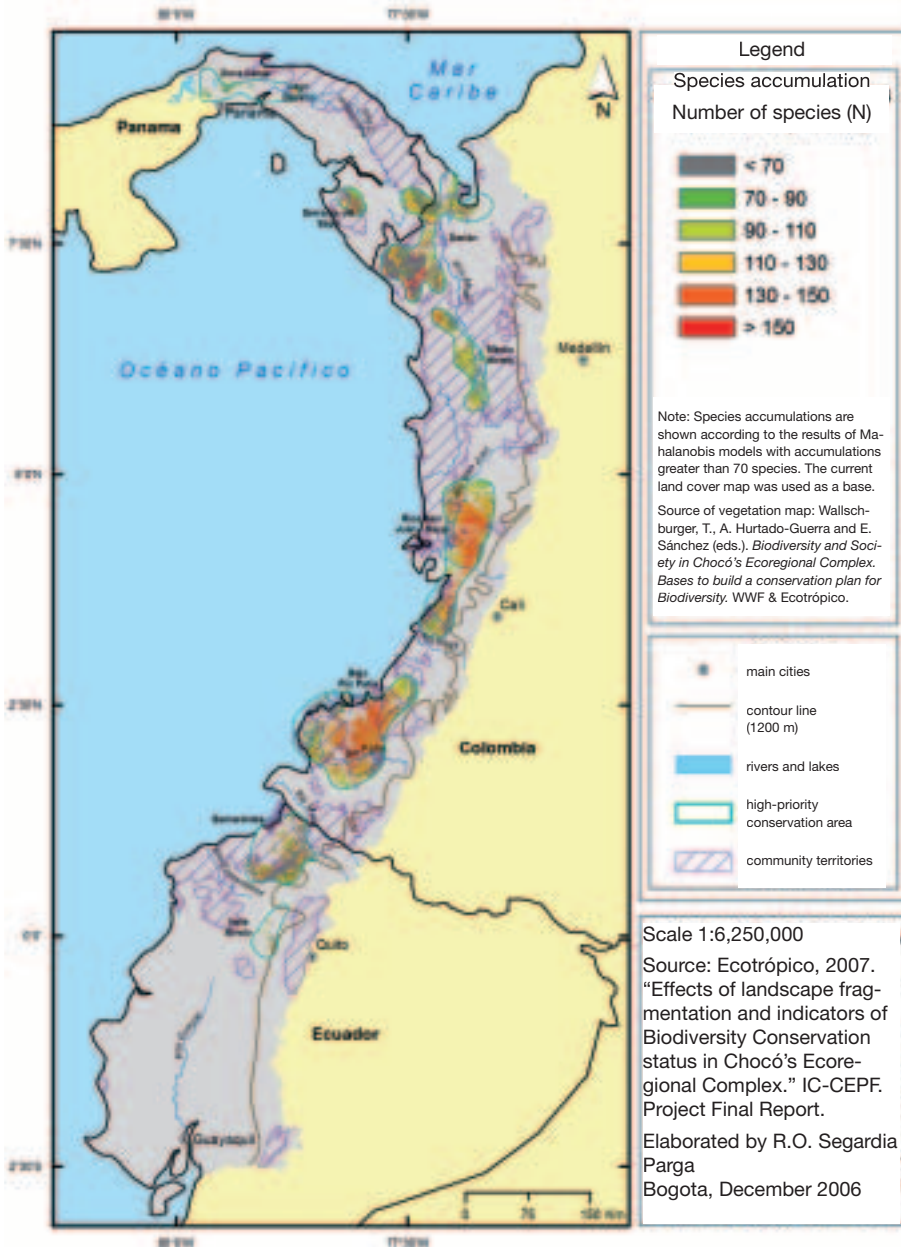 Mar
Caribe
N
Panama
Panama
D
Océano Pacífico
Medellin
Cali
Colombia
Quito
Ecuador
Guayaquil
Legend
Species accumulation
Number of species (N)
< 70
70 - 90
90 - 110
110 - 130
130 - 150
> 150
Note: Species accumulations are
shown according to the results of Ma-
halanobis models with accumulations
greater than 70 species. The current
land cover map was used as a base.
Source of vegetation map: Wallsch-
burger, T., A. Hurtado-Guerra and E.
Sánchez (eds.). Biodiversity and Soci-
ety in Chocó’s Ecoregional Complex.
Bases to build a conservation plan for
Biodiversity. WWF & Ecotrópico.
main cities
contour line
(1200 m)
rivers and lakes
high-priority
conservation area
community territories
Scale 1:6,250,000
Source: Ecotrópico, 2007.
“Effects of landscape frag-
mentation and indicators of
Biodiversity Conservation
status in Chocó’s Ecore-
gional Complex.” IC-CEPF.
Project Final Report.
Elaborated by R.O. Segardia
Parga
Bogota, December 2006
0 75 150